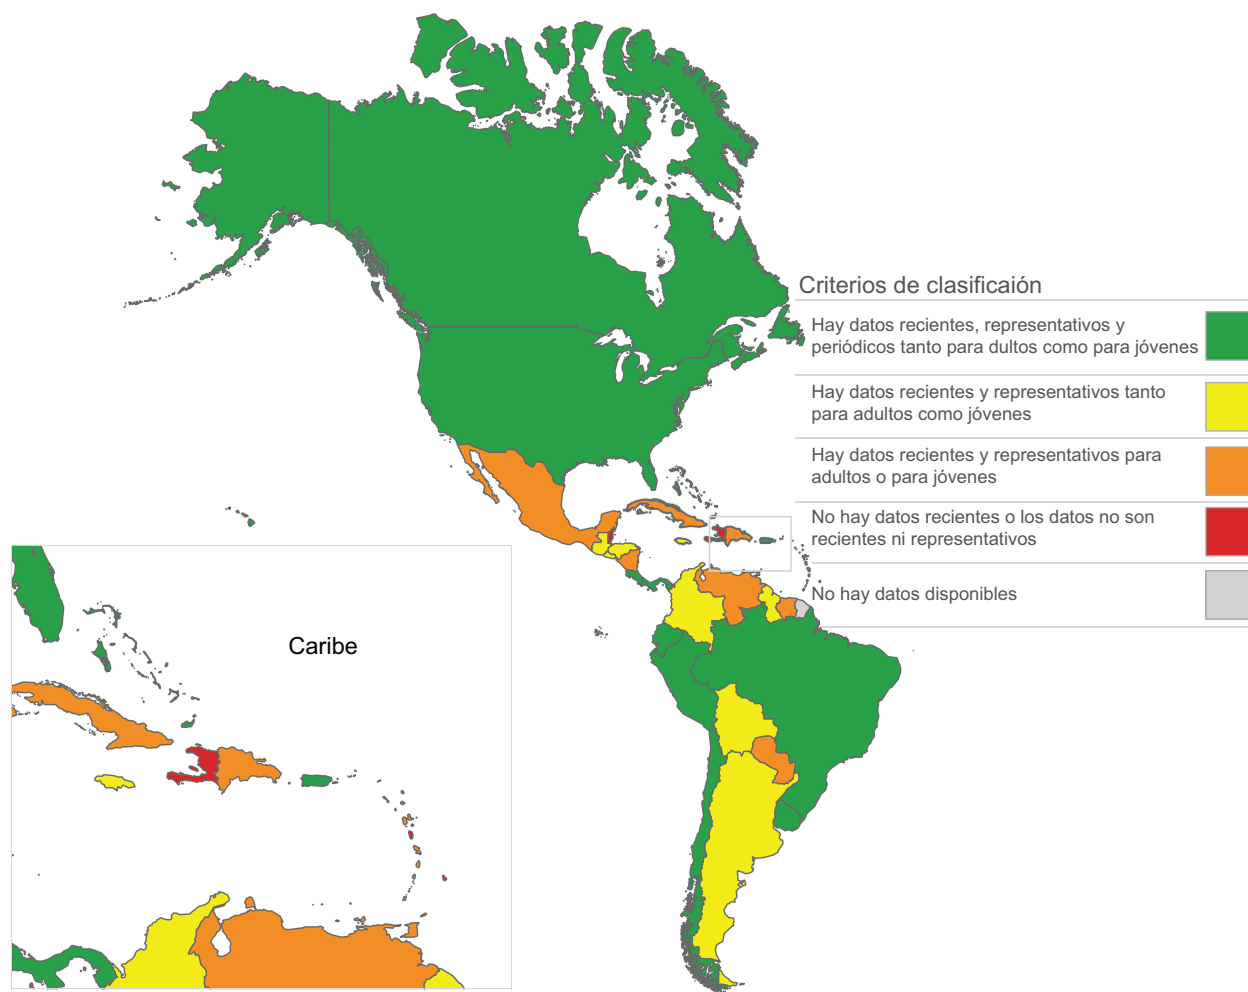 Criterios de clasificaión
Hay datos recientes, representativos y
periódicos tanto para dultos como para jóvenes
Hay datos recientes y representativos tanto
para adultos como jóvenes
Hay datos recientes y representativos para
adultos o para jóvenes
No hay datos recientes o los datos no son
recientes ni representativos
No hay datos disponibles
Caribe